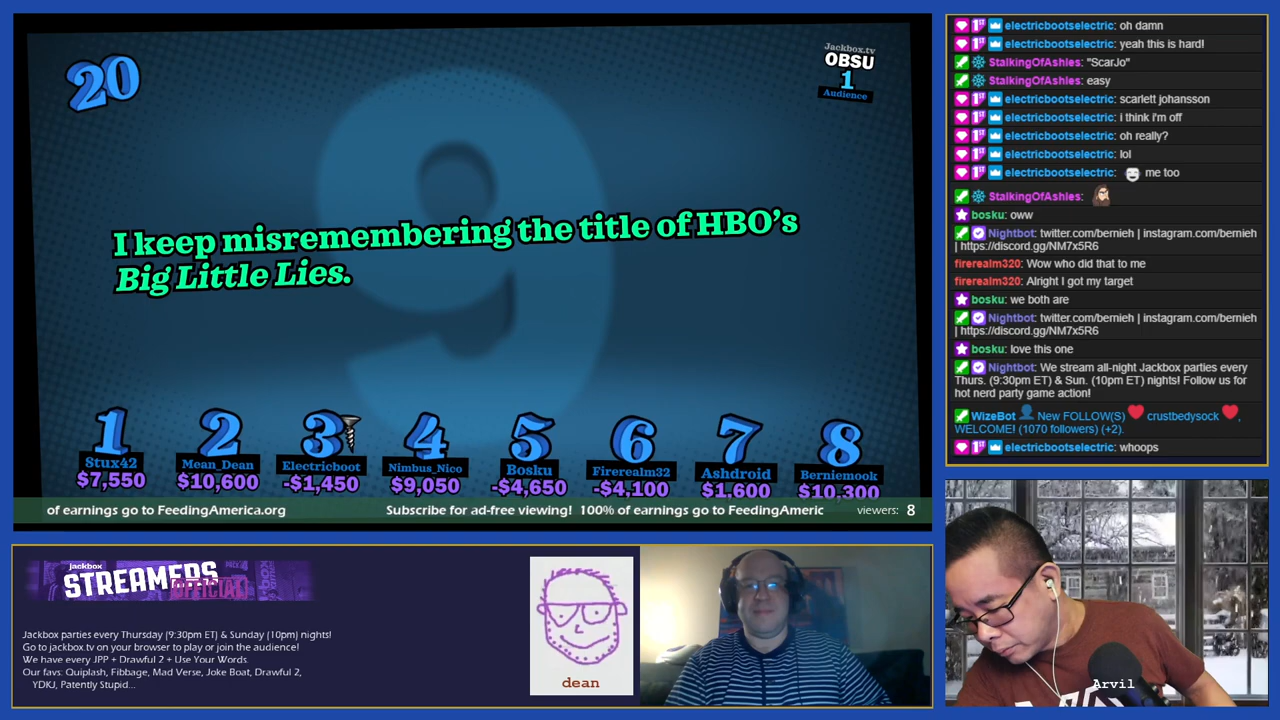 20
Jackbox.tv
OBSU
1
Audience
I keep misremembering the title of HBO's
Big Little Lies.
1
Stux42
$7,550
2
Mean_Dean
$10,600
3
Electricboot
-$1,450
4
Nimbus_Nico
$9,050
5
Bosku
-$4,650
6
Firerealm32
-$4,100
7
Ashdroid
$1,600
8
Berniemook
$10,300
of earnings go to FeedingAmerica.org
Subscribe for ad-free viewing! 100% of earnings go to FeedingAmeric
viewers: 8
electricbootselectric: oh damn
electricbootselectric: yeah this is hard!
StalkingOfAshles: "ScarJo"
StalkingOfAshles: easy
electricbootselectric: scarlett johansson
electricbootselectric: i think i'm off
electricbootselectric: oh really?
electricbootselectric: lol
electricbootselectric: me too
StalkingOfAshles:
bosku: oww
Nightbot: twitter.com/bernieh | instagram.com/bernieh
| https://discord.gg/NM7x5R6
firerealm320: Wow who did that to me
firerealm320: Alright I got my target
bosku: we both are
Nightbot: twitter.com/bernieh | instagram.com/bernieh
| https://discord.gg/NM7x5R6
bosku: love this one
Nightbot: We stream all-night Jackbox parties every
Thurs. (9:30pm ET) & Sun. (10pm ET) nights! Follow us for
hot nerd party game action!
WizeBot New FOLLOW(S) crustbedysock ,
WELCOME! (1070 followers) (+2).
electricbootselectric: whoops
jackbox
STREAMERS
OFFICIAL
Jackbox parties every Thursday (9:30pm ET) & Sunday (10pm) nights!
Go to jackbox.tv on your browser to play or join the audience!
We have every JPP + Drawful 2 + Use Your Words
Our favs: Quiplash, Fibbage, Mad Verse, Joke Boat, Drawful 2,
YDKJ, Patently Stupid...
dean
Arvil